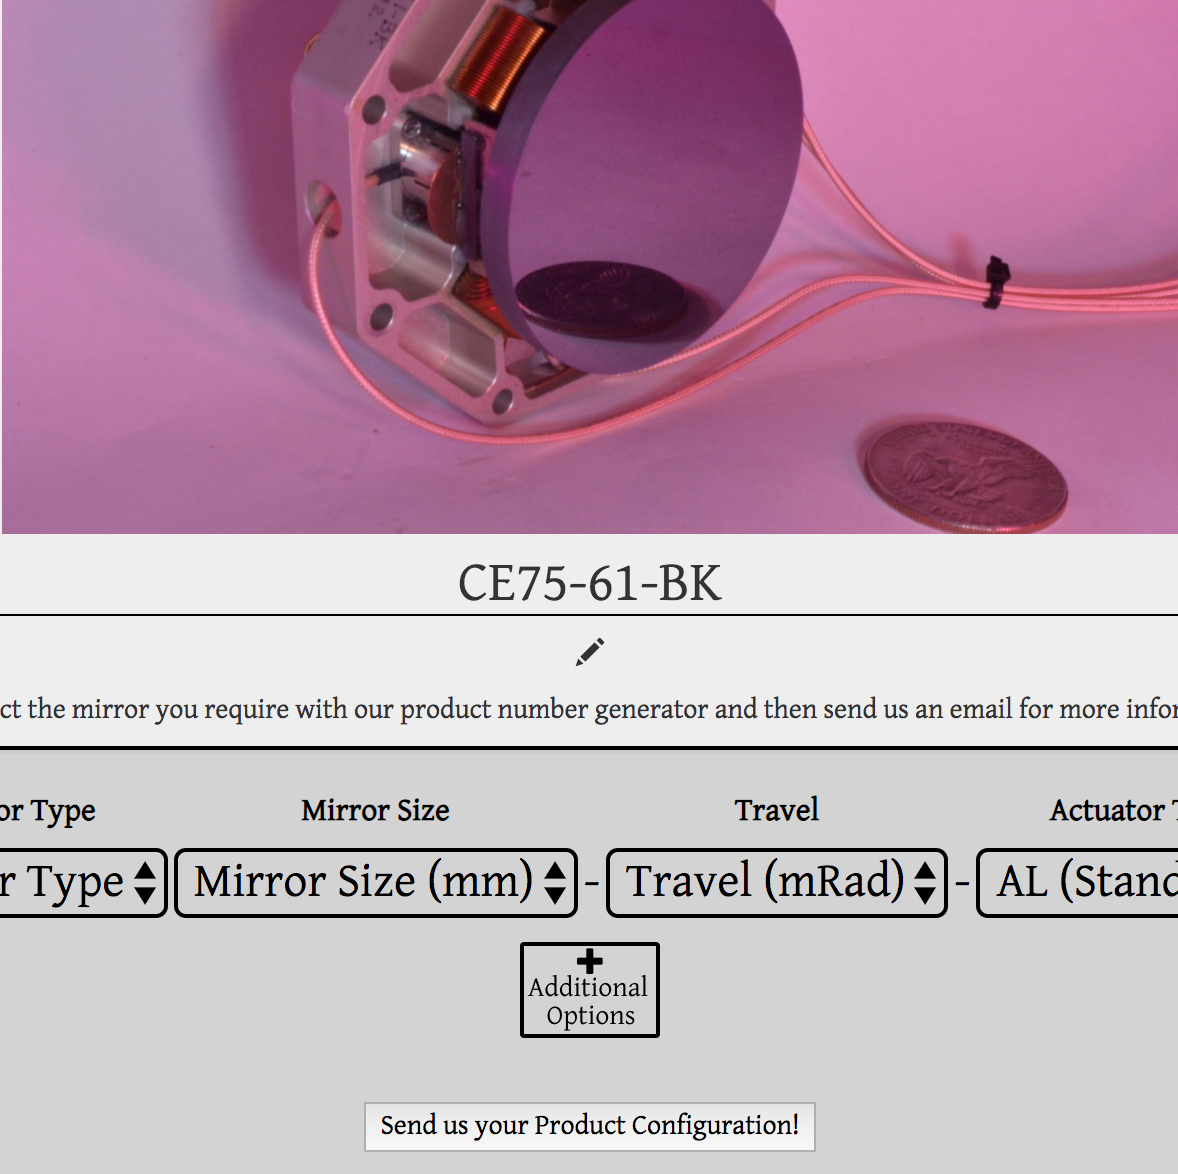 CE75-61-BK
ct the mirror you require with our product number generator and then send us an email for more infor
or Type Mirror Size Travel Actuator T
r Type Mirror Size (mm) - Travel (mRad) - AL (Stand
Additional
Options
Send us your Product Configuration!